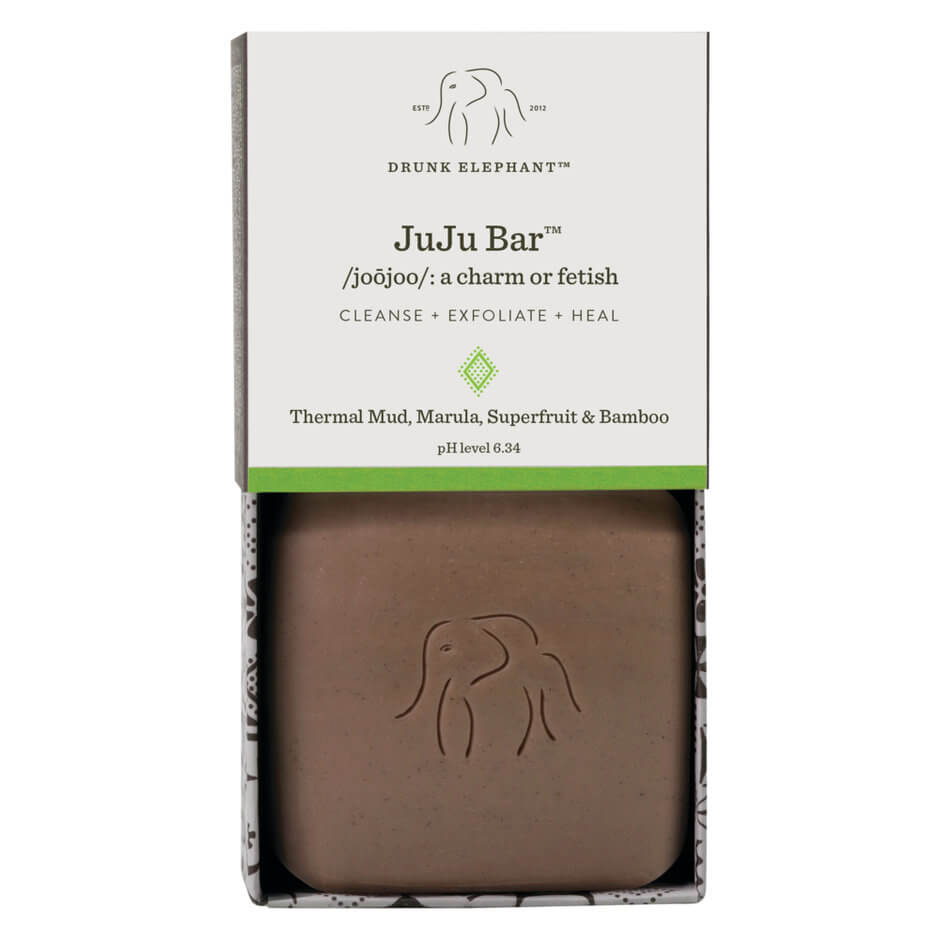 ESTD 2012
DRUNK ELEPHANT™
JuJu Bar™
/joōjoo/: a charm or fetish
CLEANSE + EXFOLIATE + HEAL
Thermal Mud, Marula, Superfruit & Bamboo
pH level 6.34